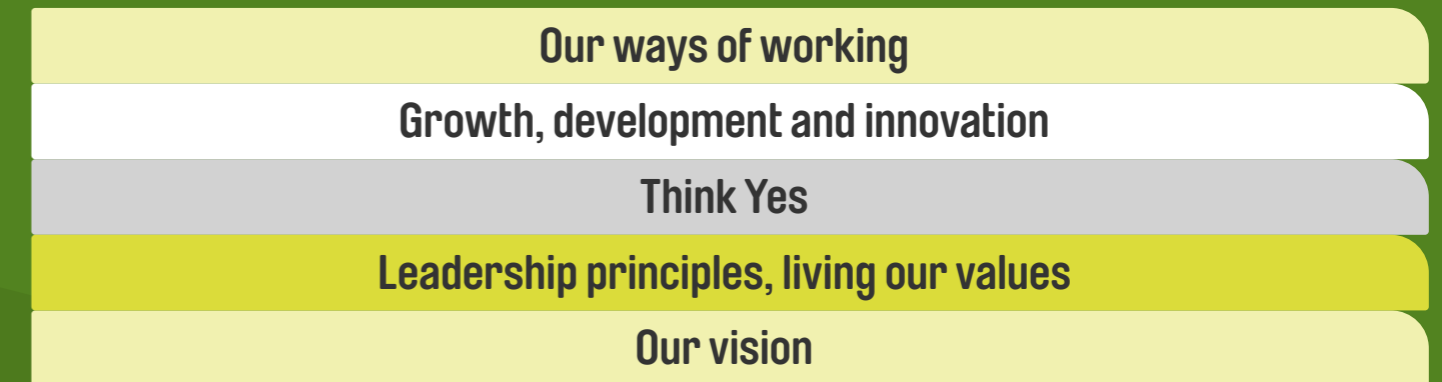 Our ways of working
Growth, development and innovation
Think Yes
Leadership principles, living our values
Our vision